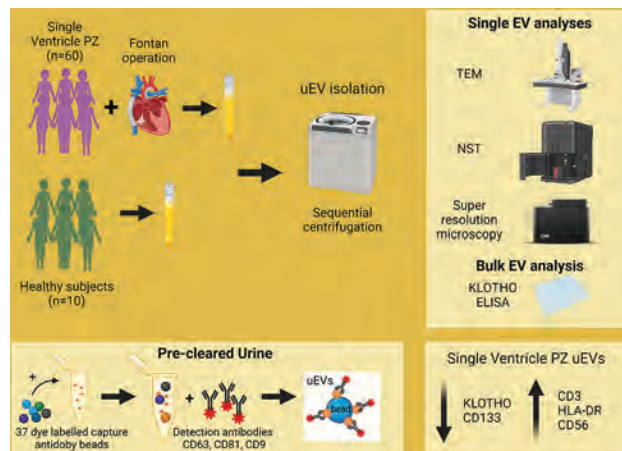 Single
Ventricle PZ
(n=60)
Fontan
operation
+
uEV isolation
Sequential
centrifugation
Healthy subjects
(n=10)
Single EV analyses
TEM
NST
Super
resolution
microscopy
Bulk EV analysis
KLOTHO
ELISA
Pre-cleared Urine
+
37 dye labelled capture
antidoby beads
+
Detection antibodies
CD63, CD81, CD9
uEVs
bead
Single Ventricle PZ uEVs
KLOTHO
CD133
CD3
HLA-DR
CD56